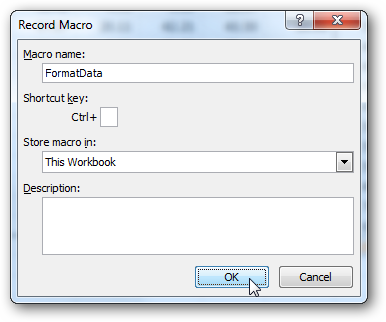 Record Macro
?
Macro name:
FormatData
Shortcut key:
Ctrl+
Store macro in:
This Workbook
Description:
OK Cancel